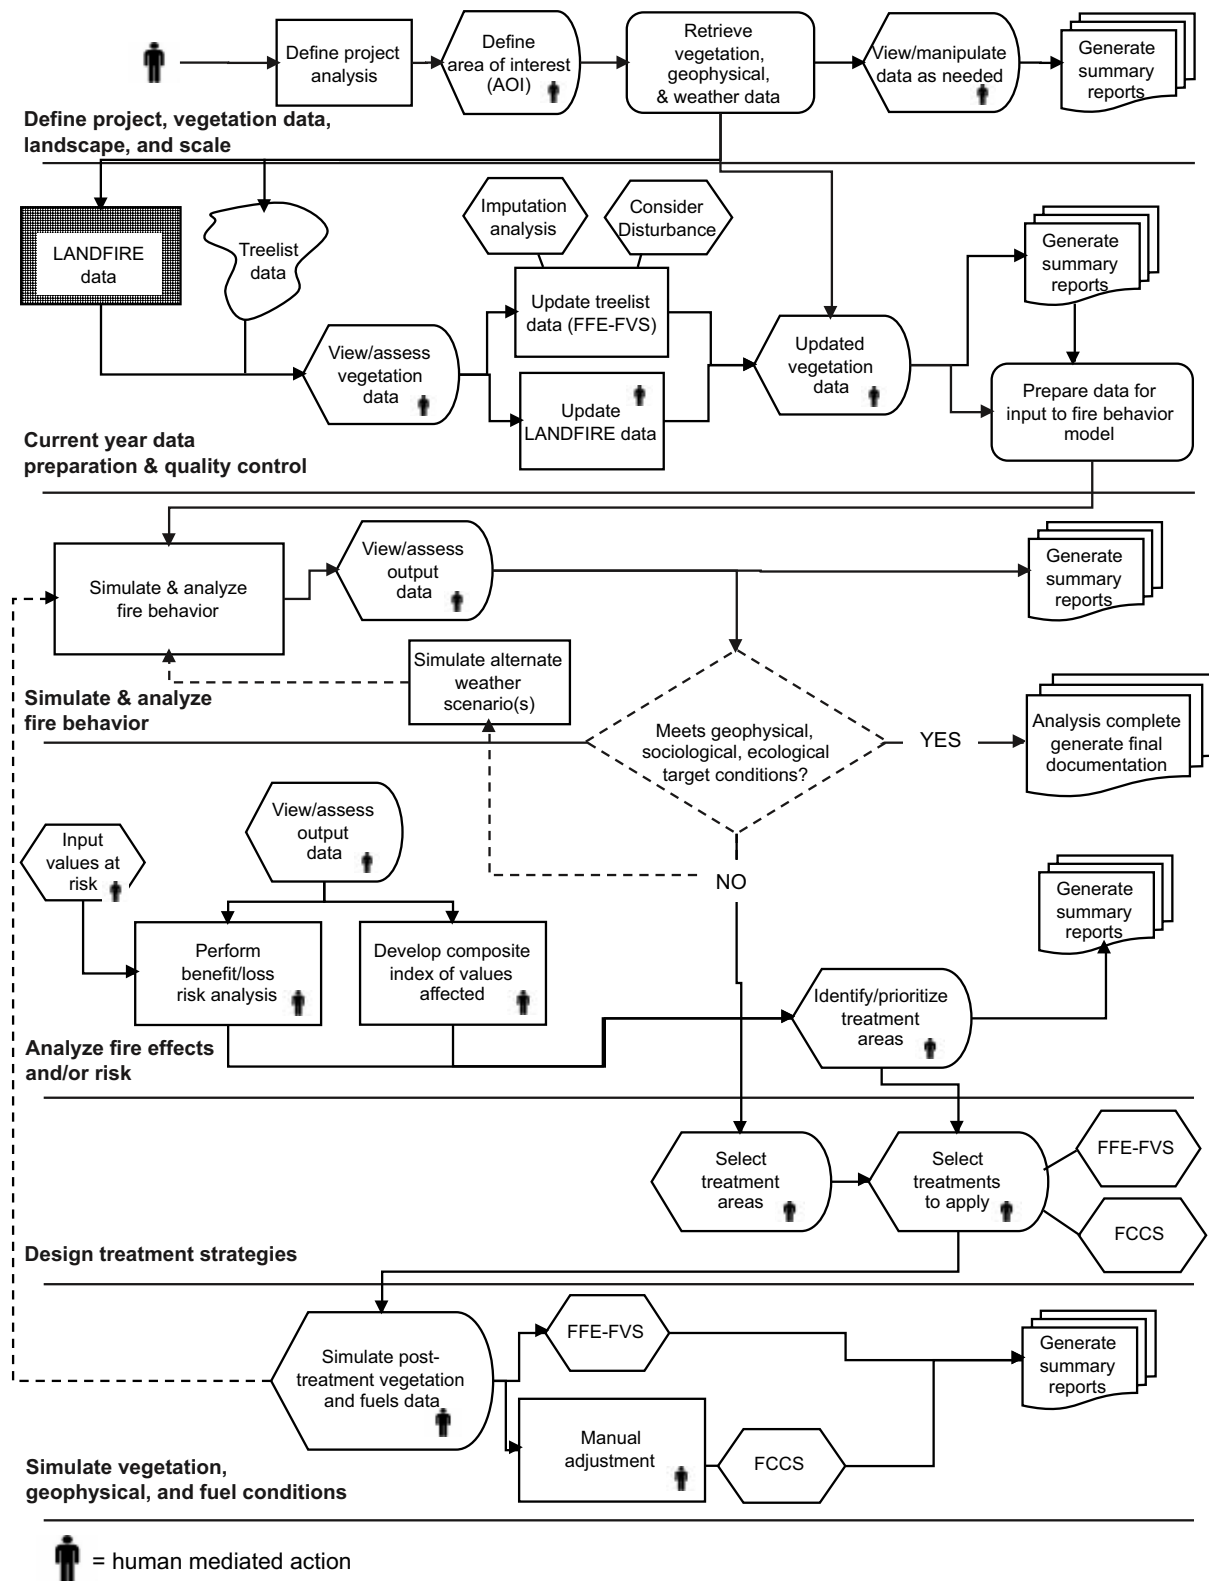 Define project
analysis
Define
area of interest
(AOI)
Retrieve
vegetation,
geophysical,
& weather data
View/manipulate
data as needed
Generate
summary
reports
Define project, vegetation data,
landscape, and scale
LANDFIRE
data
Treelist
data
Imputation
analysis
Consider
Disturbance
Update treelist
data (FFE-FVS)
View/assess
vegetation
data
Update
LANDFIRE data
Updated
vegetation
data
Generate
summary
reports
Prepare data for
input to fire behavior
model
Current year data
preparation & quality control
Simulate & analyze
fire behavior
View/assess
output
data
Generate
summary
reports
Simulate alternate
weather
scenario(s)
Simulate & analyze
fire behavior
Meets geophysical,
sociological, ecological
target conditions?
YES
Analysis complete
generate final
documentation
NO
Input
values at
risk
View/assess
output
data
Perform
benefit/loss
risk analysis
Develop composite
index of values
affected
Identify/prioritize
treatment
areas
Generate
summary
reports
Analyze fire effects
and/or risk
Select
treatment
areas
Select
treatments
to apply
FFE-FVS
FCCS
Design treatment strategies
Simulate post-
treatment vegetation
and fuels data
FFE-FVS
Manual
adjustment
FCCS
Generate
summary
reports
Simulate vegetation,
geophysical, and fuel conditions
= human mediated action